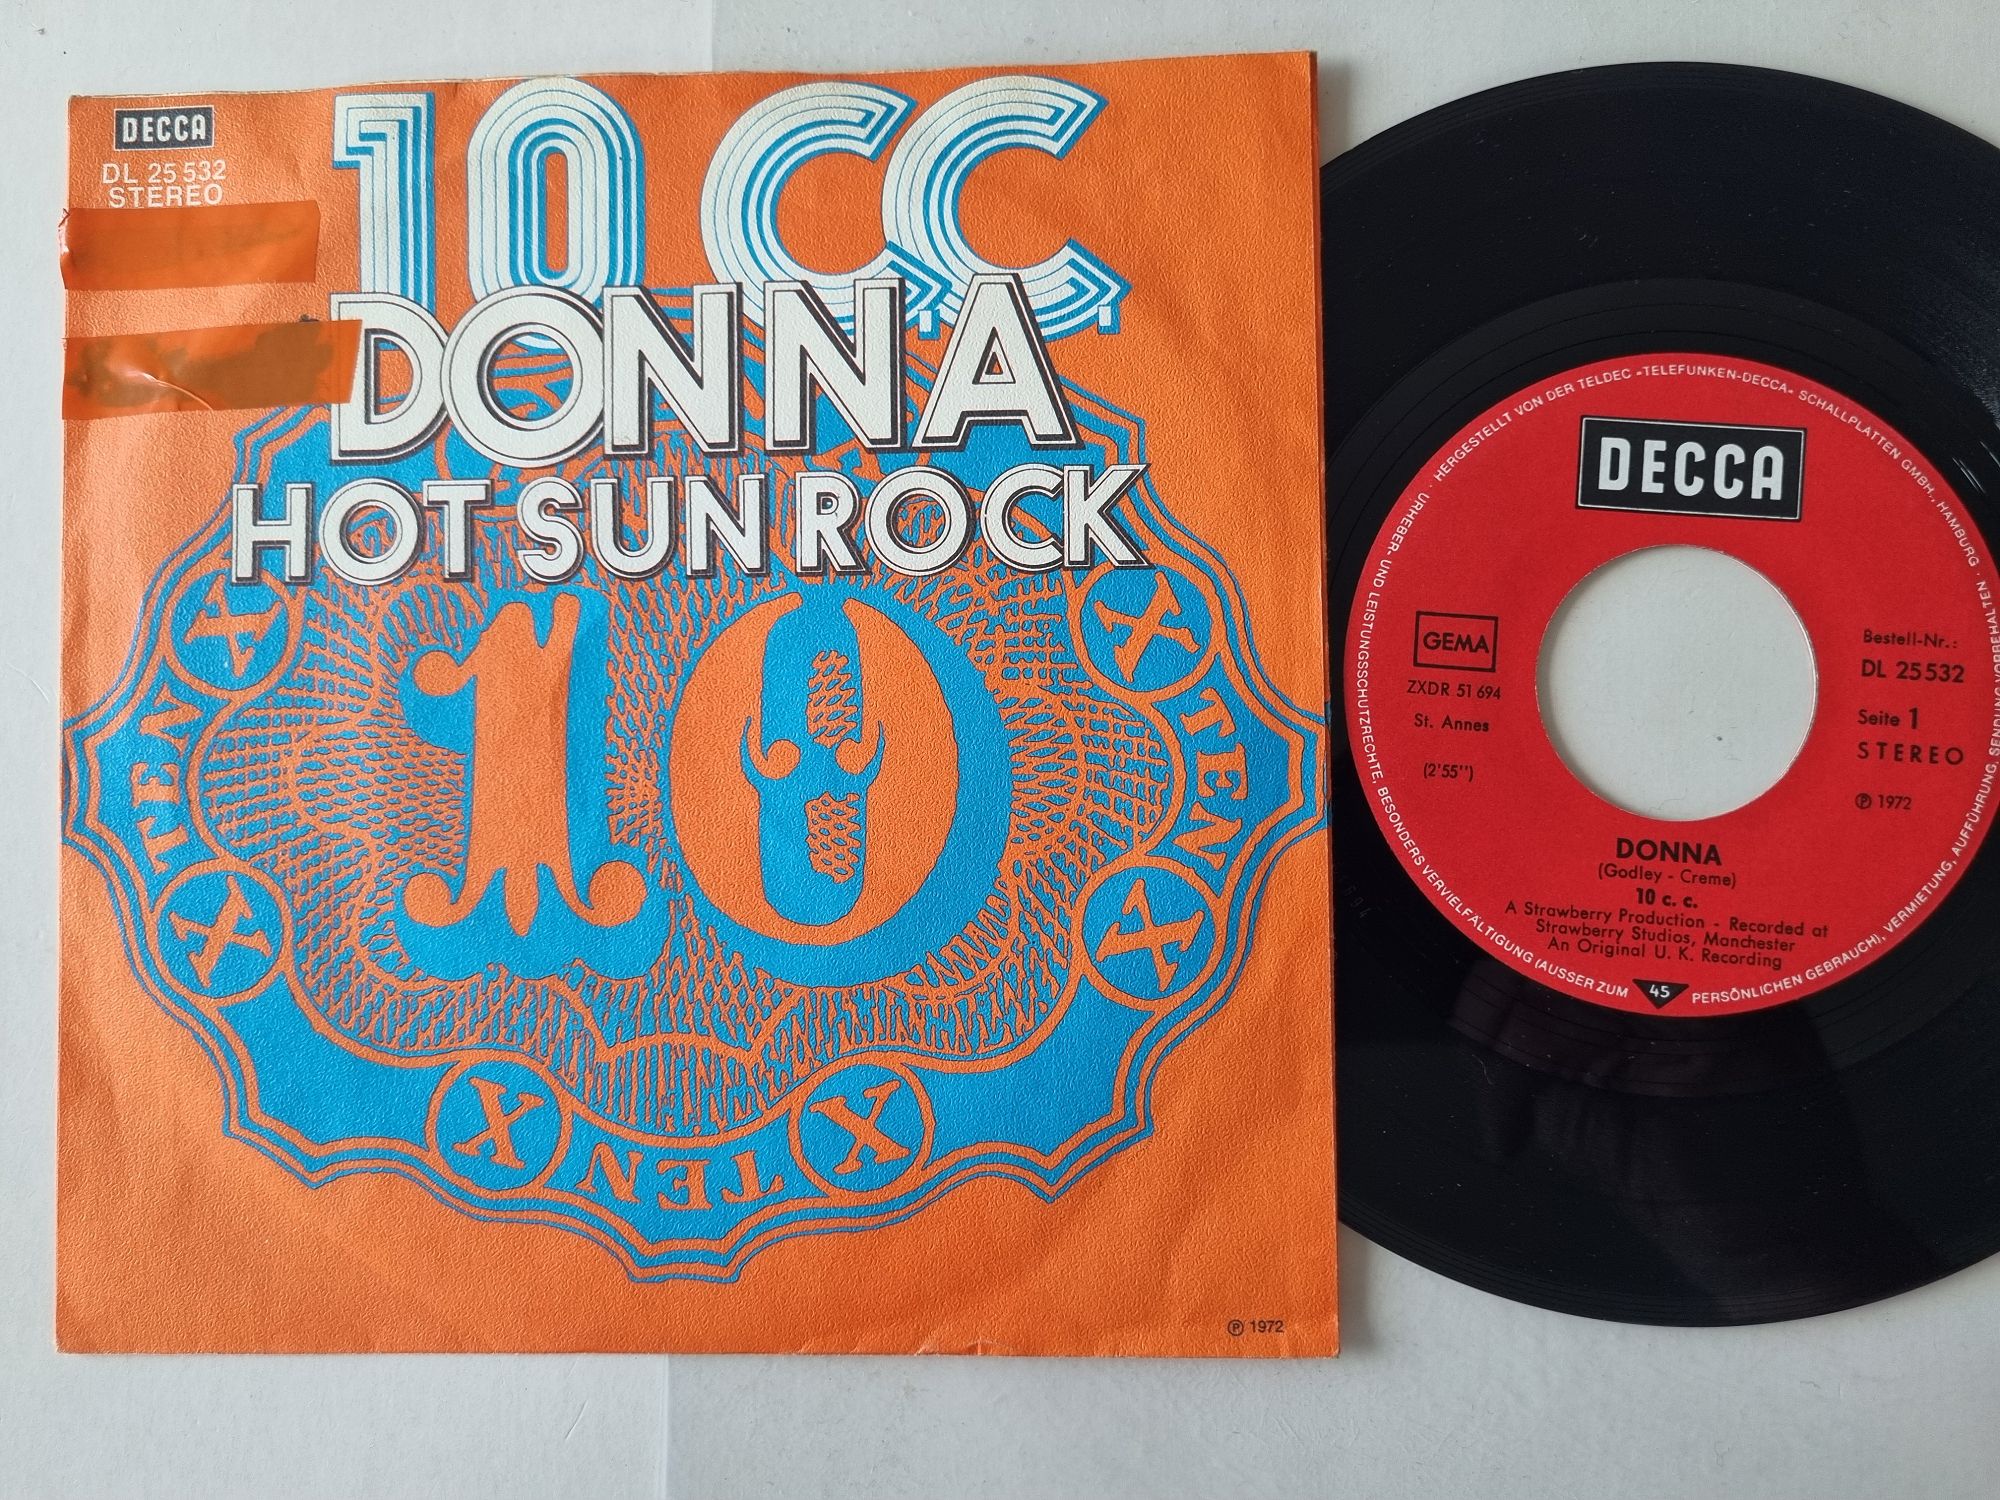 DECCA
DL 25 532
STEREO
10 C.C.
DONNA
HOT SUN ROCK
X
X
TEN
TEN
10
X
X
X
X
TEN
℗ 1972
· HERGESTELLT VON DER TELDEC »TELEFUNKEN-DECCA« SCHALLPLATTEN GMBH., HAMBURG ·
URHEBER- UND LEISTUNGSSCHUTZRECHTE, BESONDERS VERVIELFÄLTIGUNG (AUSSER ZUM PERSÖNLICHEN GEBRAUCH), VERMIETUNG, AUFFÜHRUNG, SENDUNG VORBEHALTEN
DECCA
GEMA
ZXDR 51 694
St. Annes
(2'55")
Bestell-Nr.:
DL 25 532
Seite 1
STEREO
℗ 1972
DONNA
(Godley - Creme)
10 c. c.
A Strawberry Production - Recorded at
Strawberry Studios, Manchester
An Original U. K. Recording
45